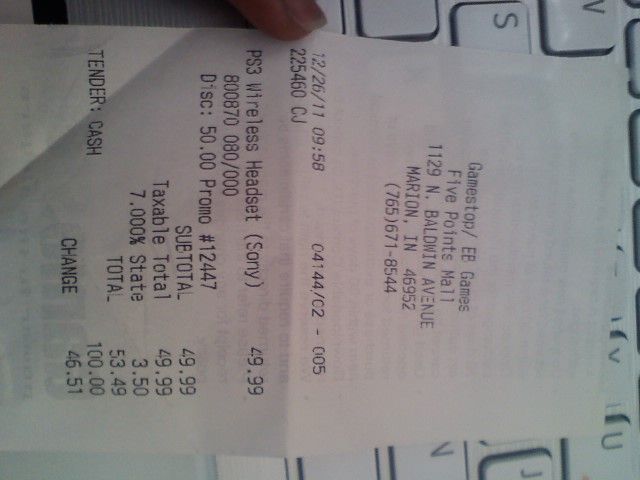 Gamestop/ EB Games
Five Points Mall
1129 N. BALDWIN AVENUE
MARION, IN 46952
(765)671-8544
12/26/11 09:58 04144/C2 - 005
225460 CJ
PS3 Wireless Headset (Sony) 49.99
800870 080/000
Disc: 50.00 Promo #12447
SUBTOTAL 49.99
Taxable Total 49.99
7.000% State 3.50
TOTAL 53.49
TENDER: CASH 100.00
CHANGE 46.51
S
V
V
U
N
J